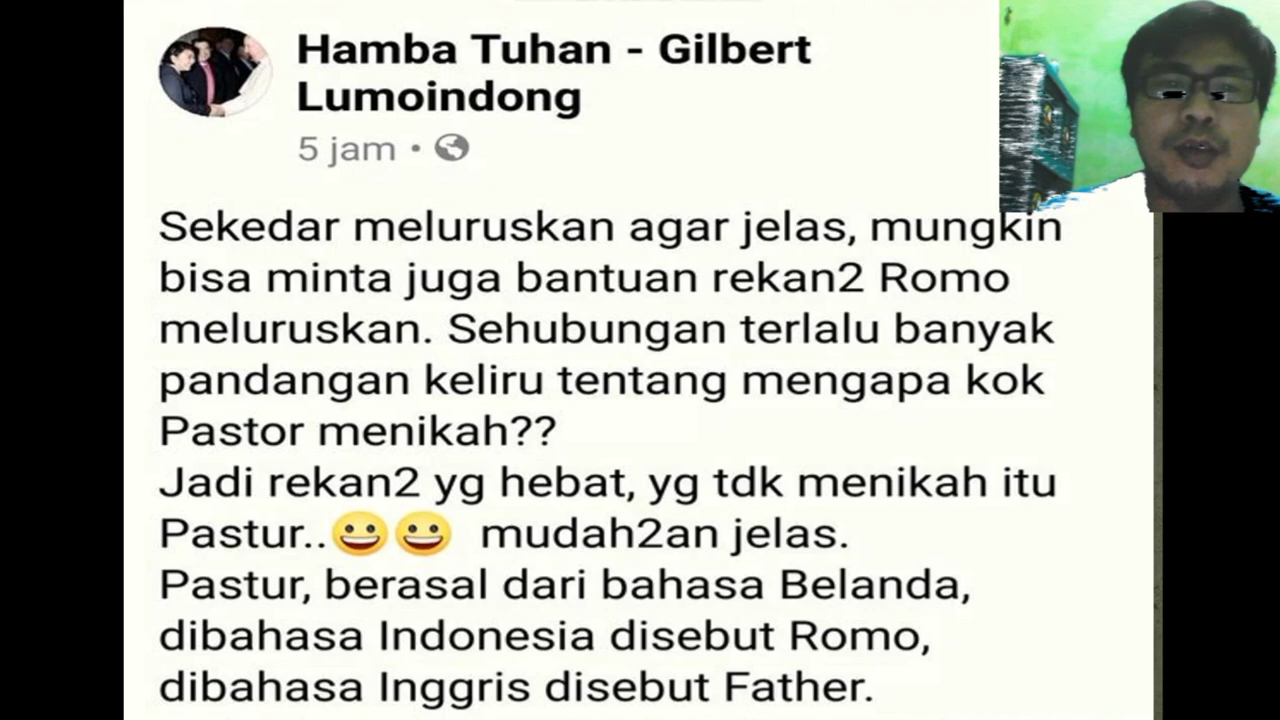 Hamba Tuhan - Gilbert
Lumoindong
5 jam •
Sekedar meluruskan agar jelas, mungkin
bisa minta juga bantuan rekan2 Romo
meluruskan. Sehubungan terlalu banyak
pandangan keliru tentang mengapa kok
Pastor menikah??
Jadi rekan2 yg hebat, yg tdk menikah itu
Pastur..😀😀 mudah2an jelas.
Pastur, berasal dari bahasa Belanda,
dibahasa Indonesia disebut Romo,
dibahasa Inggris disebut Father.